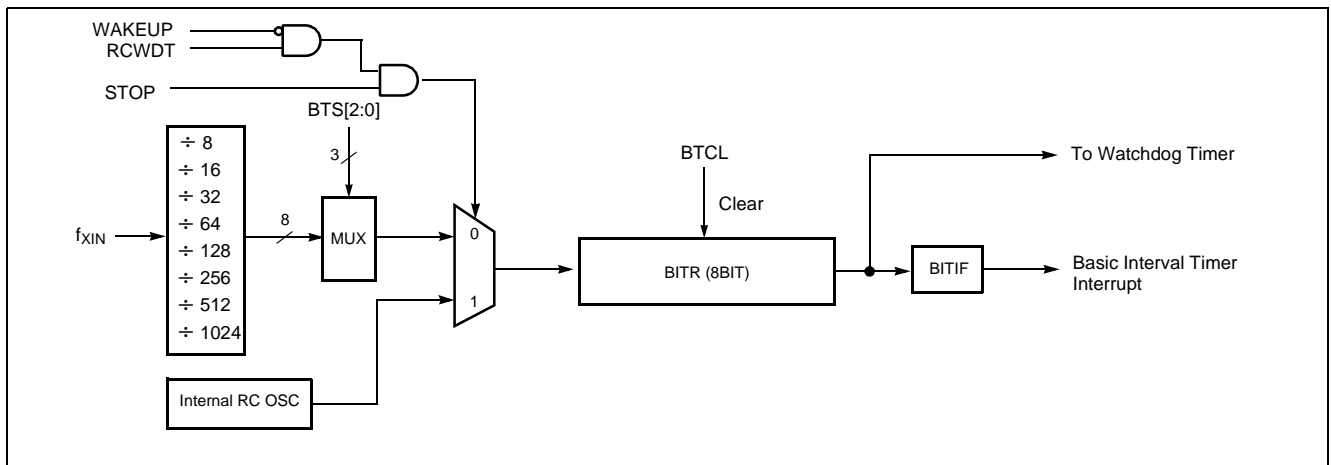 WAKEUP
RCWDT
STOP
BTS[2:0]
3
÷ 8
÷ 16
÷ 32
÷ 64
÷ 128
÷ 256
÷ 512
÷ 1024
fXIN
8
MUX
0
1
Internal RC OSC
BTCL
Clear
BITR (8BIT)
To Watchdog Timer
BITIF
Basic Interval Timer
Interrupt